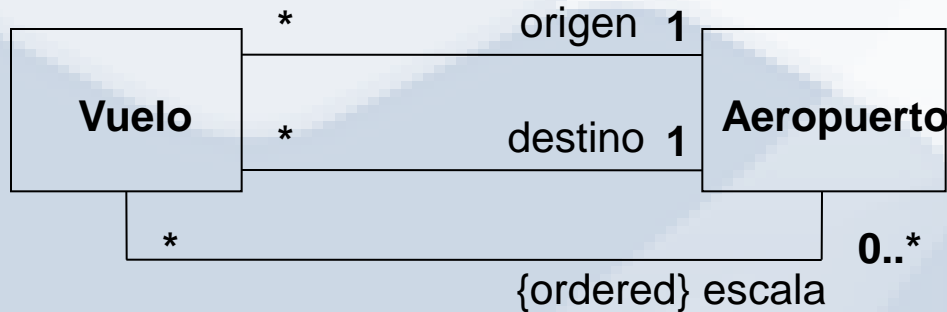 * origen 1
Vuelo
Aeropuerto
* destino 1
* 0..*
{ordered} escala